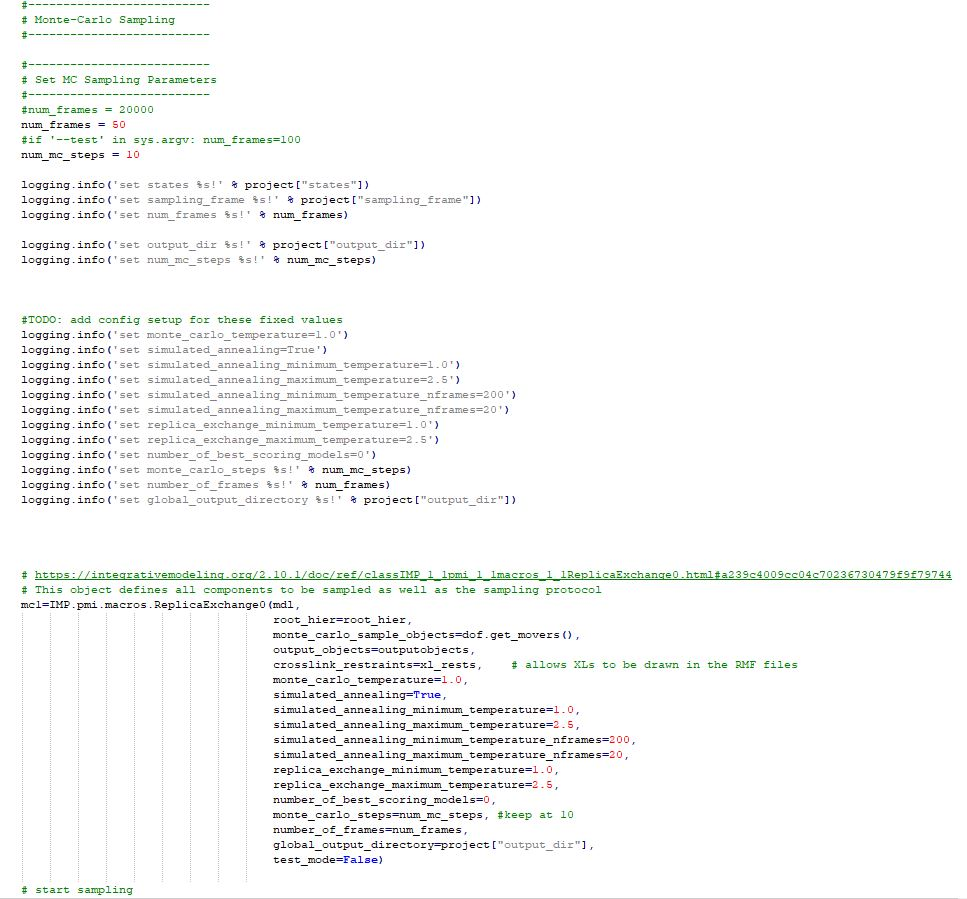 #--------------------------
# Monte-Carlo Sampling
#--------------------------
#--------------------------
# Set MC Sampling Parameters
#--------------------------
#num_frames = 20000
num_frames = 50
#if '--test' in sys.argv: num_frames=100
num_mc_steps = 10
logging.info('set states %s!' % project["states"])
logging.info('set sampling_frame %s!' % project["sampling_frame"])
logging.info('set num_frames %s!' % num_frames)
logging.info('set output_dir %s!' % project["output_dir"])
logging.info('set num_mc_steps %s!' % num_mc_steps)
#TODO: add config setup for these fixed values
logging.info('set monte_carlo_temperature=1.0')
logging.info('set simulated_annealing=True')
logging.info('set simulated_annealing_minimum_temperature=1.0')
logging.info('set simulated_annealing_maximum_temperature=2.5')
logging.info('set simulated_annealing_minimum_temperature_nframes=200')
logging.info('set simulated_annealing_maximum_temperature_nframes=20')
logging.info('set replica_exchange_minimum_temperature=1.0')
logging.info('set replica_exchange_maximum_temperature=2.5')
logging.info('set number_of_best_scoring_models=0')
logging.info('set monte_carlo_steps %s!' % num_mc_steps)
logging.info('set number_of_frames %s!' % num_frames)
logging.info('set global_output_directory %s!' % project["output_dir"])
# https://integrativemodeling.org/2.10.1/doc/ref/classIMP_1_1pmi_1_1macros_1_1ReplicaExchange0.html#a239c4009cc04c70236730479f9f79744
# This object defines all components to be sampled as well as the sampling protocol
mc1=IMP.pmi.macros.ReplicaExchange0(mdl,
root_hier=root_hier,
monte_carlo_sample_objects=dof.get_movers(),
output_objects=outputobjects,
crosslink_restraints=xl_rests,    # allows XLs to be drawn in the RMF files
monte_carlo_temperature=1.0,
simulated_annealing=True,
simulated_annealing_minimum_temperature=1.0,
simulated_annealing_maximum_temperature=2.5,
simulated_annealing_minimum_temperature_nframes=200,
simulated_annealing_maximum_temperature_nframes=20,
replica_exchange_minimum_temperature=1.0,
replica_exchange_maximum_temperature=2.5,
number_of_best_scoring_models=0,
monte_carlo_steps=num_mc_steps, #keep at 10
number_of_frames=num_frames,
global_output_directory=project["output_dir"],
test_mode=False)
# start sampling